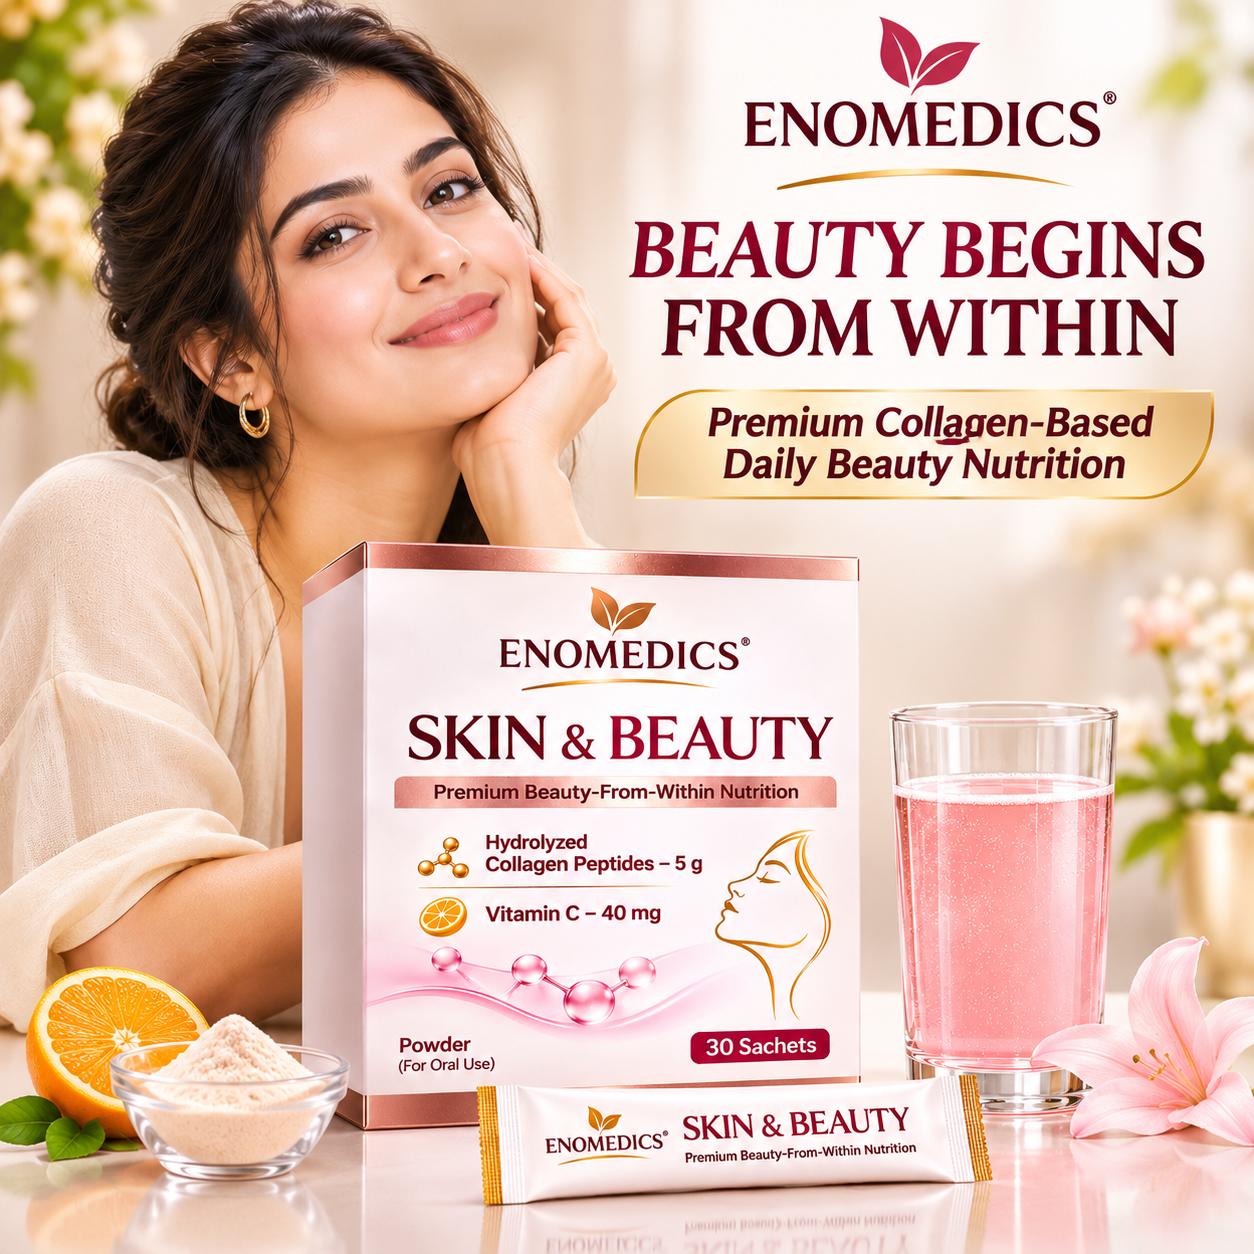 ENOMEDICS®
BEAUTY BEGINS
FROM WITHIN
Premium Collagen-Based
Daily Beauty Nutrition
ENOMEDICS®
SKIN & BEAUTY
Premium Beauty-From-Within Nutrition
Hydrolyzed
Collagen Peptides – 5 g
Vitamin C – 40 mg
Powder
(For Oral Use)
30 Sachets
ENOMEDICS®
SKIN & BEAUTY
Premium Beauty-From-Within Nutrition